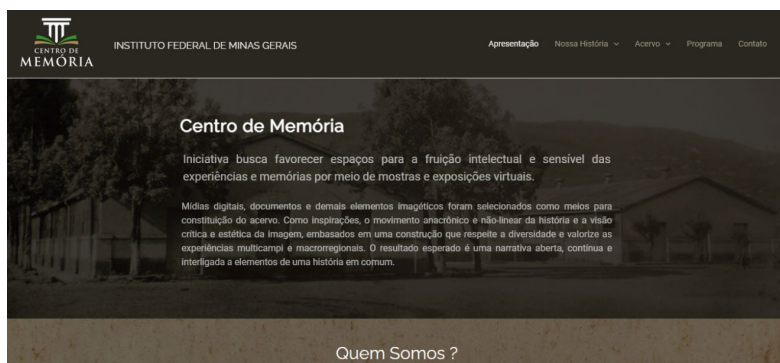 CENTRO DE
MEMÓRIA
INSTITUTO FEDERAL DE MINAS GERAIS
Apresentação
Nossa História
Acervo
Programa
Contato
Centro de Memória
Iniciativa busca favorecer espaços para a fruição intelectual e sensível das
experiências e memórias por meio de mostras e exposições virtuais.
Mídias digitais, documentos e demais elementos imagéticos foram selecionados como meios para
constituição do acervo. Como inspirações, o movimento anacrônico e não-linear da história e a visão
crítica e estética da imagem, embasados em uma construção que respeite a diversidade e valorize as
experiências multicampi e macrorregionais. O resultado esperado é uma narrativa aberta, contínua e
interligada a elementos de uma história em comum.
Quem Somos ?